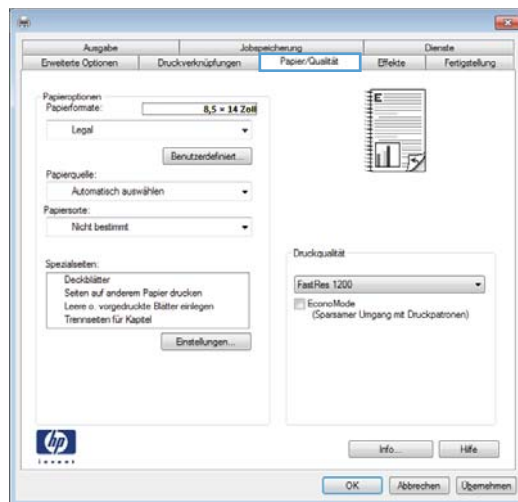 Ausgabe
Jobspeicherung
Dienste
Erweiterte Optionen
Druckverknüpfungen
Papier/Qualität
Effekte
Fertigstellung
Papieroptionen
Papierformate:
8,5 × 14 Zoll
Legal
Benutzerdefiniert...
Papierquelle:
Automatisch auswählen
Papiersorte:
Nicht bestimmt
Spezialseiten:
Deckblätter
Seiten auf anderem Papier drucken
Leere o. vorgedruckte Blätter einlegen
Trennseiten für Kapitel
Einstellungen...
E
Druckqualität
FastRes 1200
EconoMode
(Sparsamer Umgang mit Druckpatronen)
hp
invent
Info...
Hilfe
OK
Abbrechen
Übernehmen